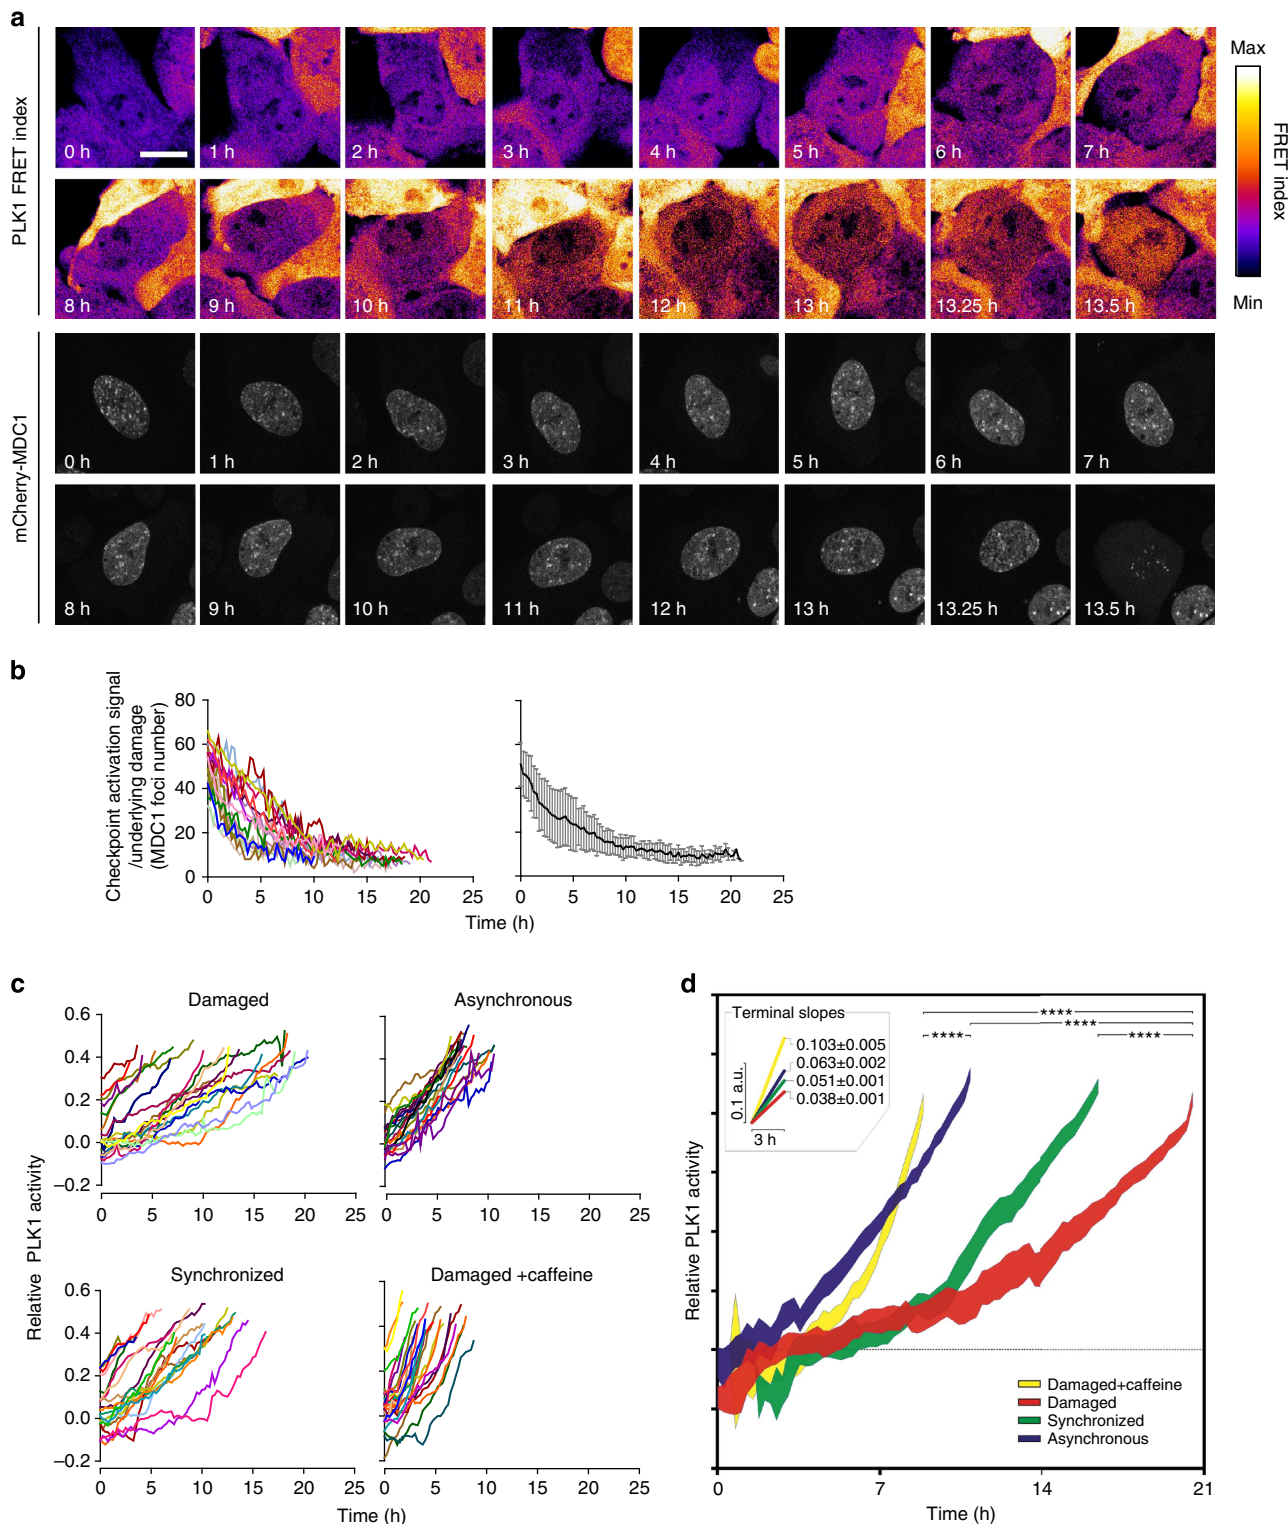 a
PLK1 FRET index
0 h 1 h 2 h 3 h 4 h 5 h 6 h 7 h
8 h 9 h 10 h 11 h 12 h 13 h 13.25 h 13.5 h
Max
FRET index
Min
mCherry-MDC1
0 h 1 h 2 h 3 h 4 h 5 h 6 h 7 h
8 h 9 h 10 h 11 h 12 h 13 h 13.25 h 13.5 h
b
Checkpoint activation signal
/underlying damage
(MDC1 foci number)
80
60
40
20
0
0 5 10 15 20 25
0 5 10 15 20 25
Time (h)
c
Relative PLK1 activity
Damaged
0.6
0.4
0.2
0.0
–0.2
0 5 10 15 20 25
Asynchronous
0 5 10 15 20 25
Synchronized
0.6
0.4
0.2
0.0
–0.2
0 5 10 15 20 25
Damaged +caffeine
0 5 10 15 20 25
Time (h)
d
Relative PLK1 activity
Terminal slopes
0.103±0.005
0.063±0.002
0.051±0.001
0.038±0.001
0.1 a.u.
3 h
****
****
**** ****
Damaged+caffeine
Damaged
Synchronized
Asynchronous
0 7 14 21
Time (h)